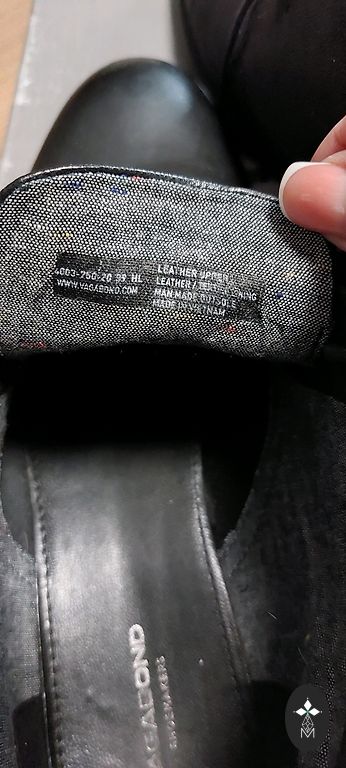 4003-750-20 39 HL
WWW.VAGABOND.COM
LEATHER UPPER
LEATHER / TEXTILE LINING
MAN MADE OUTSOLE
MADE IN VIETNAM
VAGABOND
SHOEMAKERS
M